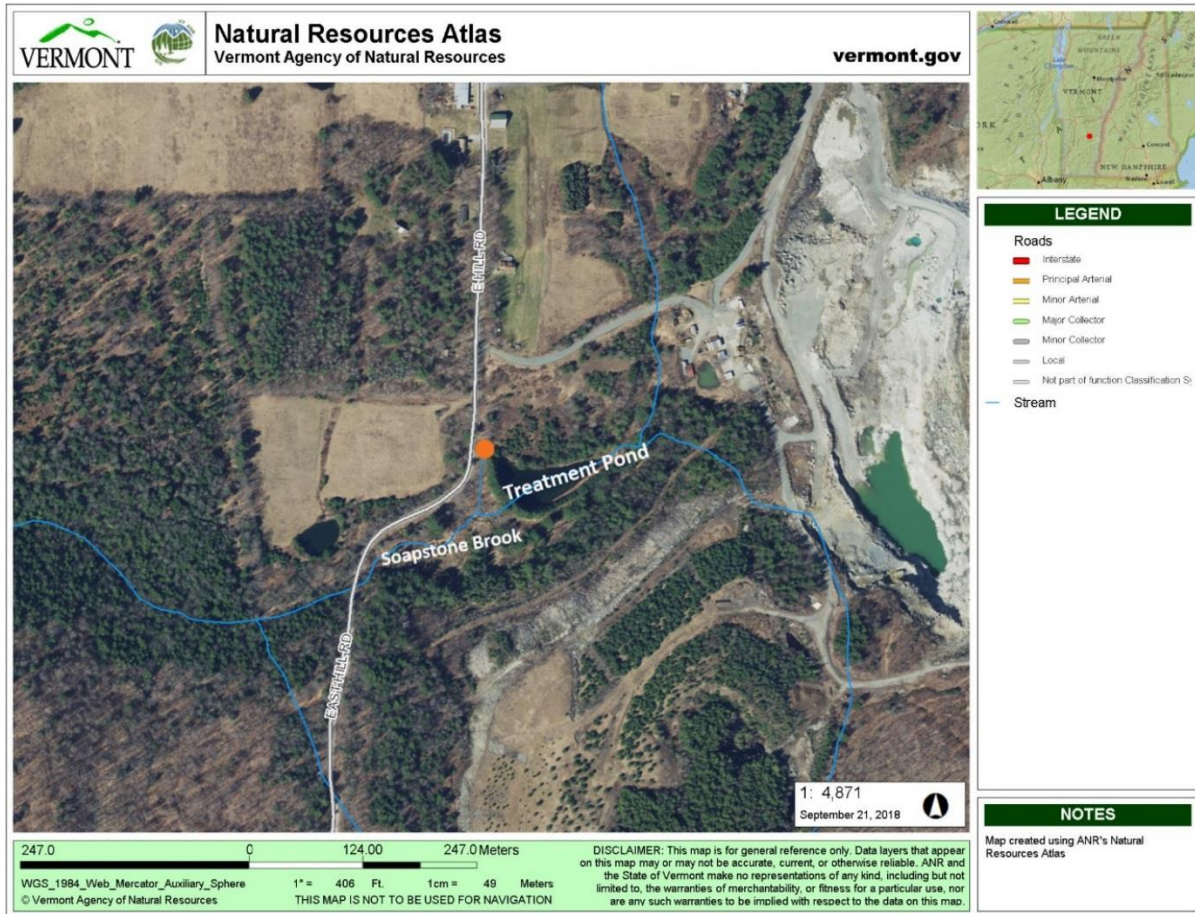 VERMONT
Natural Resources Atlas
Vermont Agency of Natural Resources
vermont.gov
E HILL RD
Treatment Pond
Soapstone Brook
EAST HILL RD
1: 4,871
September 21, 2018
VERMONT
NEW HAMPSHIRE
Albany
Concord
LEGEND
Roads
Interstate
Principal Arterial
Minor Arterial
Major Collector
Minor Collector
Local
Not part of function Classification S
Stream
NOTES
Map created using ANR's Natural
Resources Atlas
247.0 0 124.00 247.0 Meters
WGS_1984_Web_Mercator_Auxiliary_Sphere
1" = 406 Ft. 1cm = 49 Meters
© Vermont Agency of Natural Resources
THIS MAP IS NOT TO BE USED FOR NAVIGATION
DISCLAIMER: This map is for general reference only. Data layers that appear
on this map may or may not be accurate, current, or otherwise reliable. ANR and
the State of Vermont make no representations of any kind, including but not
limited to, the warranties of merchantability, or fitness for a particular use, nor
are any such warranties to be implied with respect to the data on this map.